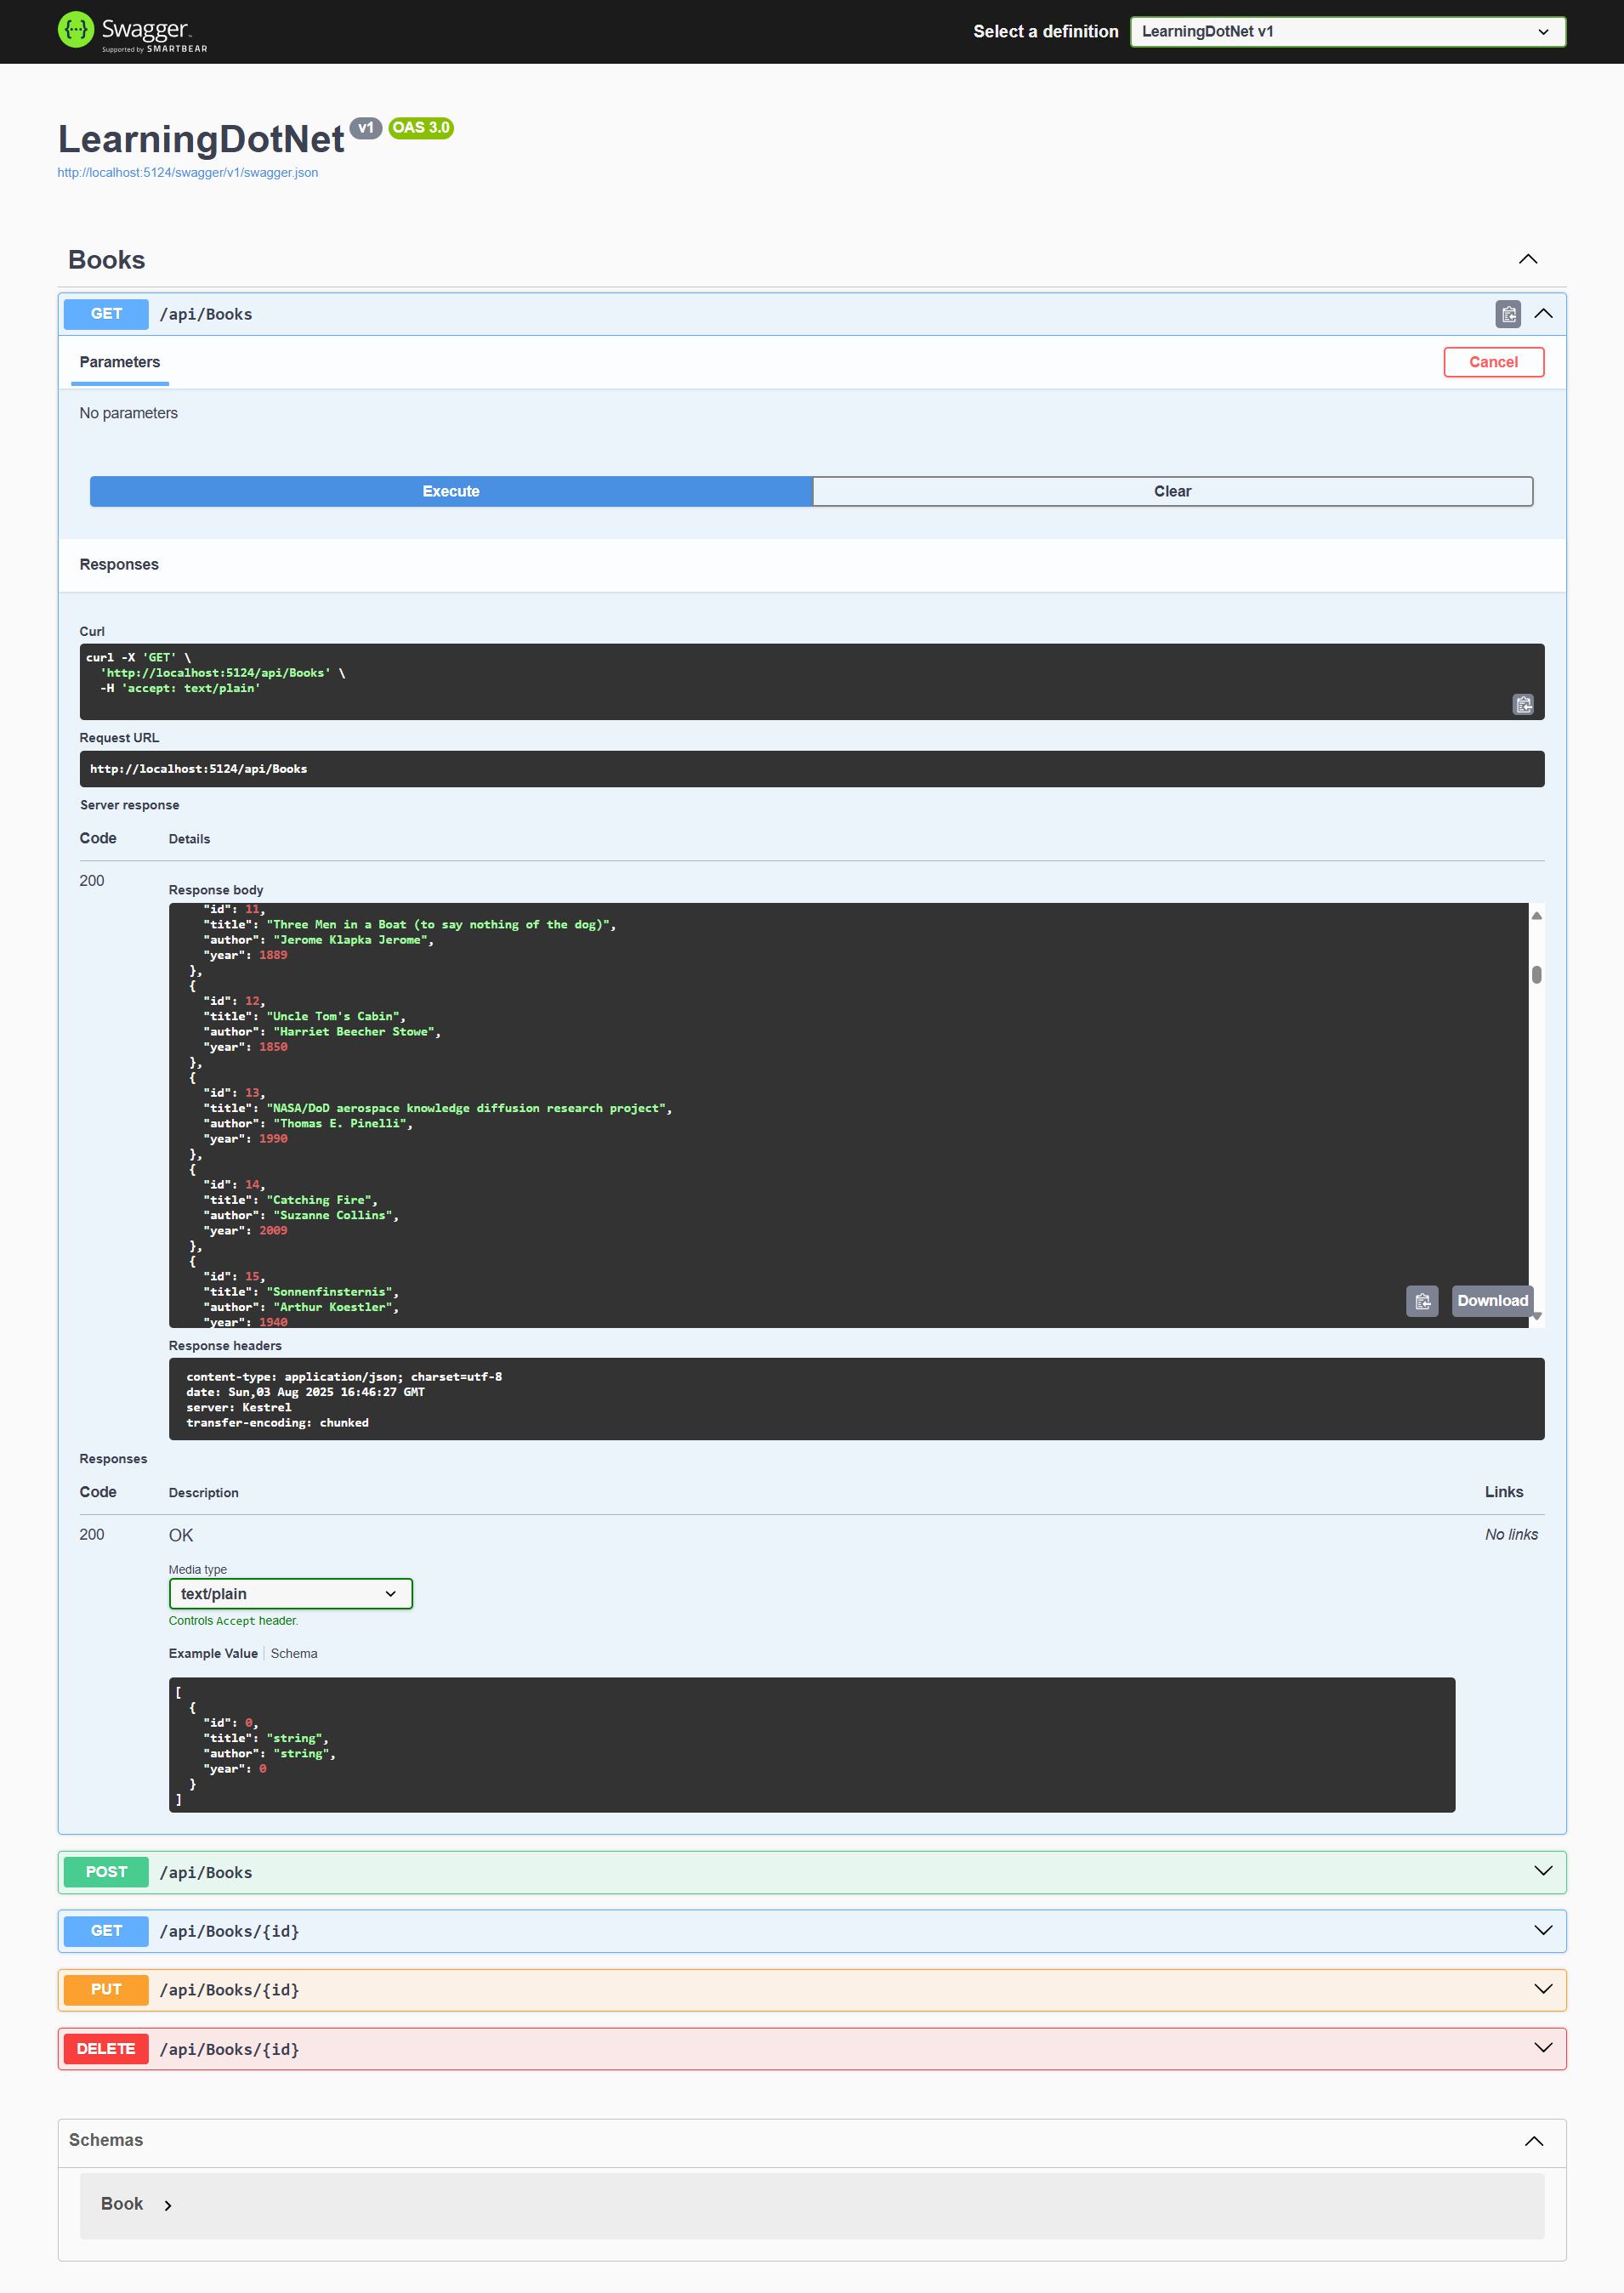 Swagger
Supported by SMARTBEAR
Select a definition
LearningDotNet v1
LearningDotNet v1 OAS 3.0
http://localhost:5124/swagger/v1/swagger.json
Books
GET /api/Books
Parameters
Cancel
No parameters
Execute
Clear
Responses
Curl
curl -X 'GET' \
  'http://localhost:5124/api/Books' \
  -H 'accept: text/plain'
Request URL
http://localhost:5124/api/Books
Server response
Code Details
200
Response body
    "id": 11,
    "title": "Three Men in a Boat (to say nothing of the dog)",
    "author": "Jerome Klapka Jerome",
    "year": 1889
  },
  {
    "id": 12,
    "title": "Uncle Tom's Cabin",
    "author": "Harriet Beecher Stowe",
    "year": 1850
  },
  {
    "id": 13,
    "title": "NASA/DoD aerospace knowledge diffusion research project",
    "author": "Thomas E. Pinelli",
    "year": 1990
  },
  {
    "id": 14,
    "title": "Catching Fire",
    "author": "Suzanne Collins",
    "year": 2009
  },
  {
    "id": 15,
    "title": "Sonnenfinsternis",
    "author": "Arthur Koestler",
    "year": 1940
Download
Response headers
content-type: application/json; charset=utf-8
date: Sun,03 Aug 2025 16:46:27 GMT
server: Kestrel
transfer-encoding: chunked
Responses
Code Description Links
200 OK No links
Media type
text/plain
Controls Accept header.
Example Value Schema
[
  {
    "id": 0,
    "title": "string",
    "author": "string",
    "year": 0
  }
]
POST /api/Books
GET /api/Books/{id}
PUT /api/Books/{id}
DELETE /api/Books/{id}
Schemas
Book